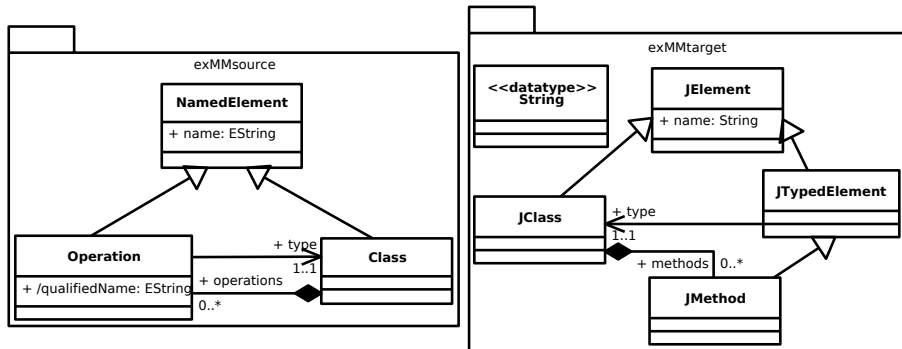 exMMsource
NamedElement
+ name: EString
Operation
+ /qualifiedName: EString
+ type
1..1
+ operations
0..*
Class
exMMtarget
<<datatype>>
String
JElement
+ name: String
JClass
+ type
1..1
JTypedElement
+ methods
0..*
JMethod